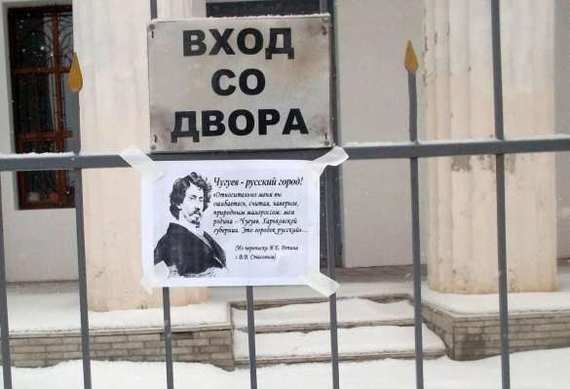 ВХОД
СО
ДВОРА
Чугуев - русский город!
«Относительно меня вы
ошибаетесь, считая, наверное,
природным малороссом: моя
родина – Чугуев, Харьковской
губернии. Это городок русский»...
(Из переписки И.Е. Репина
с В.В. Стасовым)